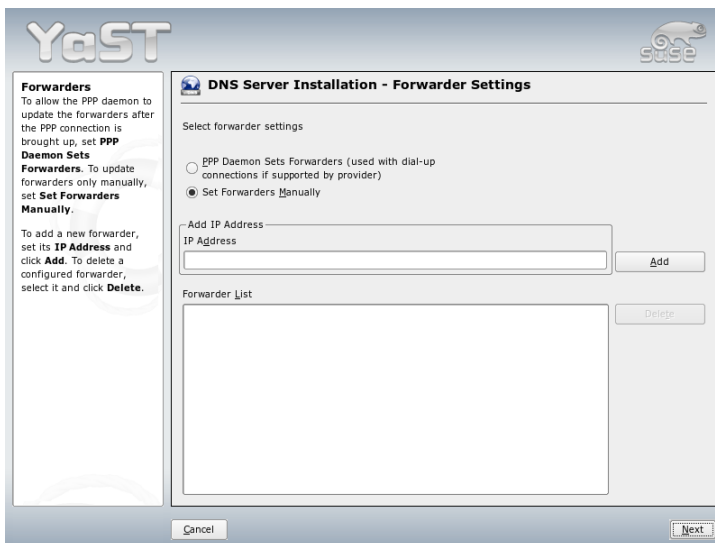 YaST
SUSE
Forwarders
To allow the PPP daemon to
update the forwarders after
the PPP connection is
brought up, set PPP
Daemon Sets
Forwarders. To update
forwarders only manually,
set Set Forwarders
Manually.
To add a new forwarder,
set its IP Address and
click Add. To delete a
configured forwarder,
select it and click Delete.
DNS Server Installation - Forwarder Settings
Select forwarder settings
PPP Daemon Sets Forwarders (used with dial-up
connections if supported by provider)
Set Forwarders Manually
Add IP Address
IP Address
Add
Forwarder List
Delete
Cancel
Next